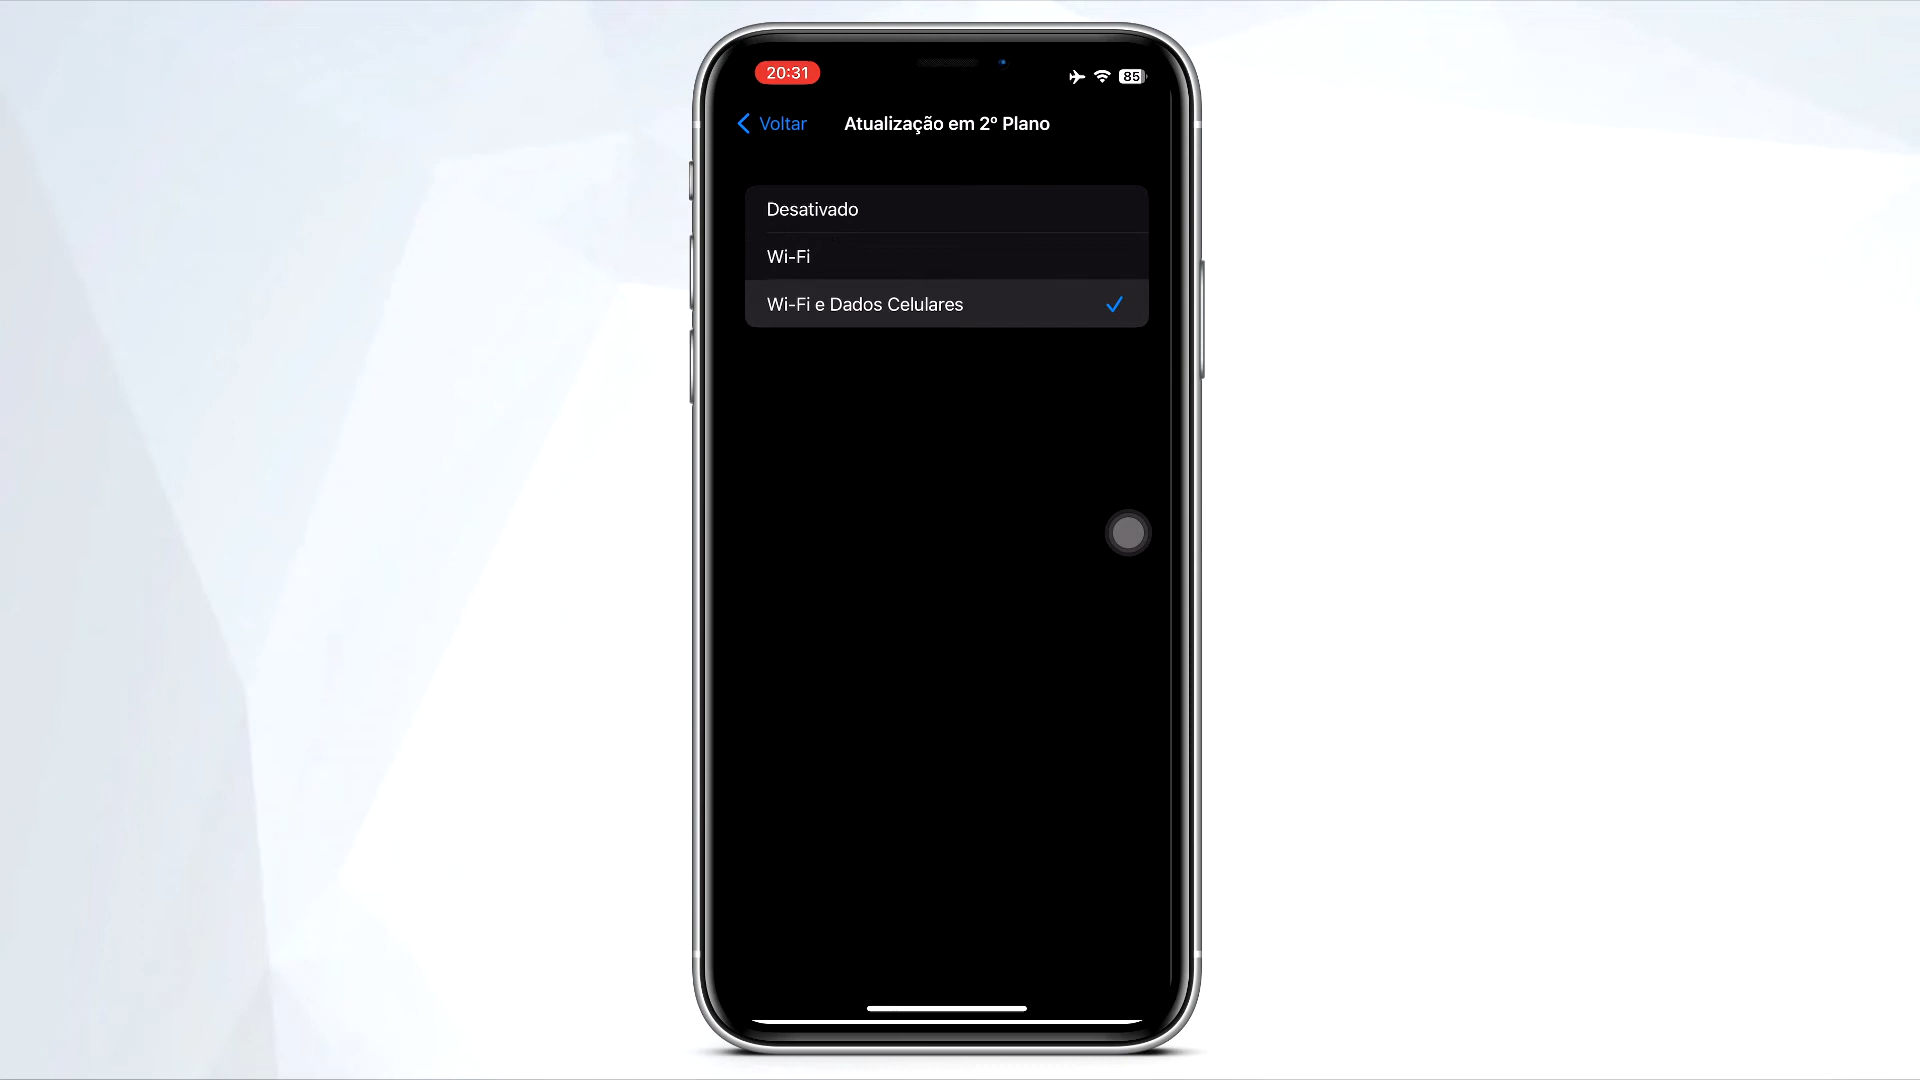 20:31
85
Voltar
Atualização em 2º Plano
Desativado
Wi-Fi
Wi-Fi e Dados Celulares